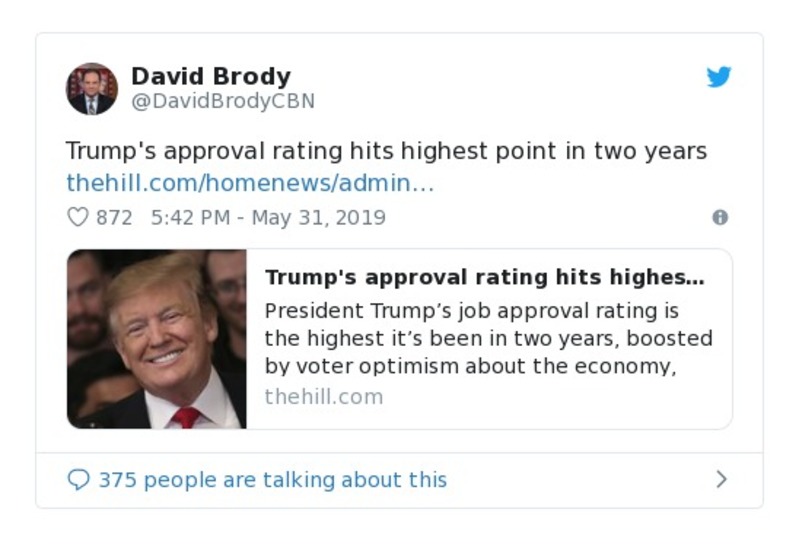 David Brody
@DavidBrodyCBN
Trump's approval rating hits highest point in two years
thehill.com/homenews/admin…
872 5:42 PM - May 31, 2019
Trump's approval rating hits highes…
President Trump’s job approval rating is
the highest it’s been in two years, boosted
by voter optimism about the economy,
thehill.com
375 people are talking about this